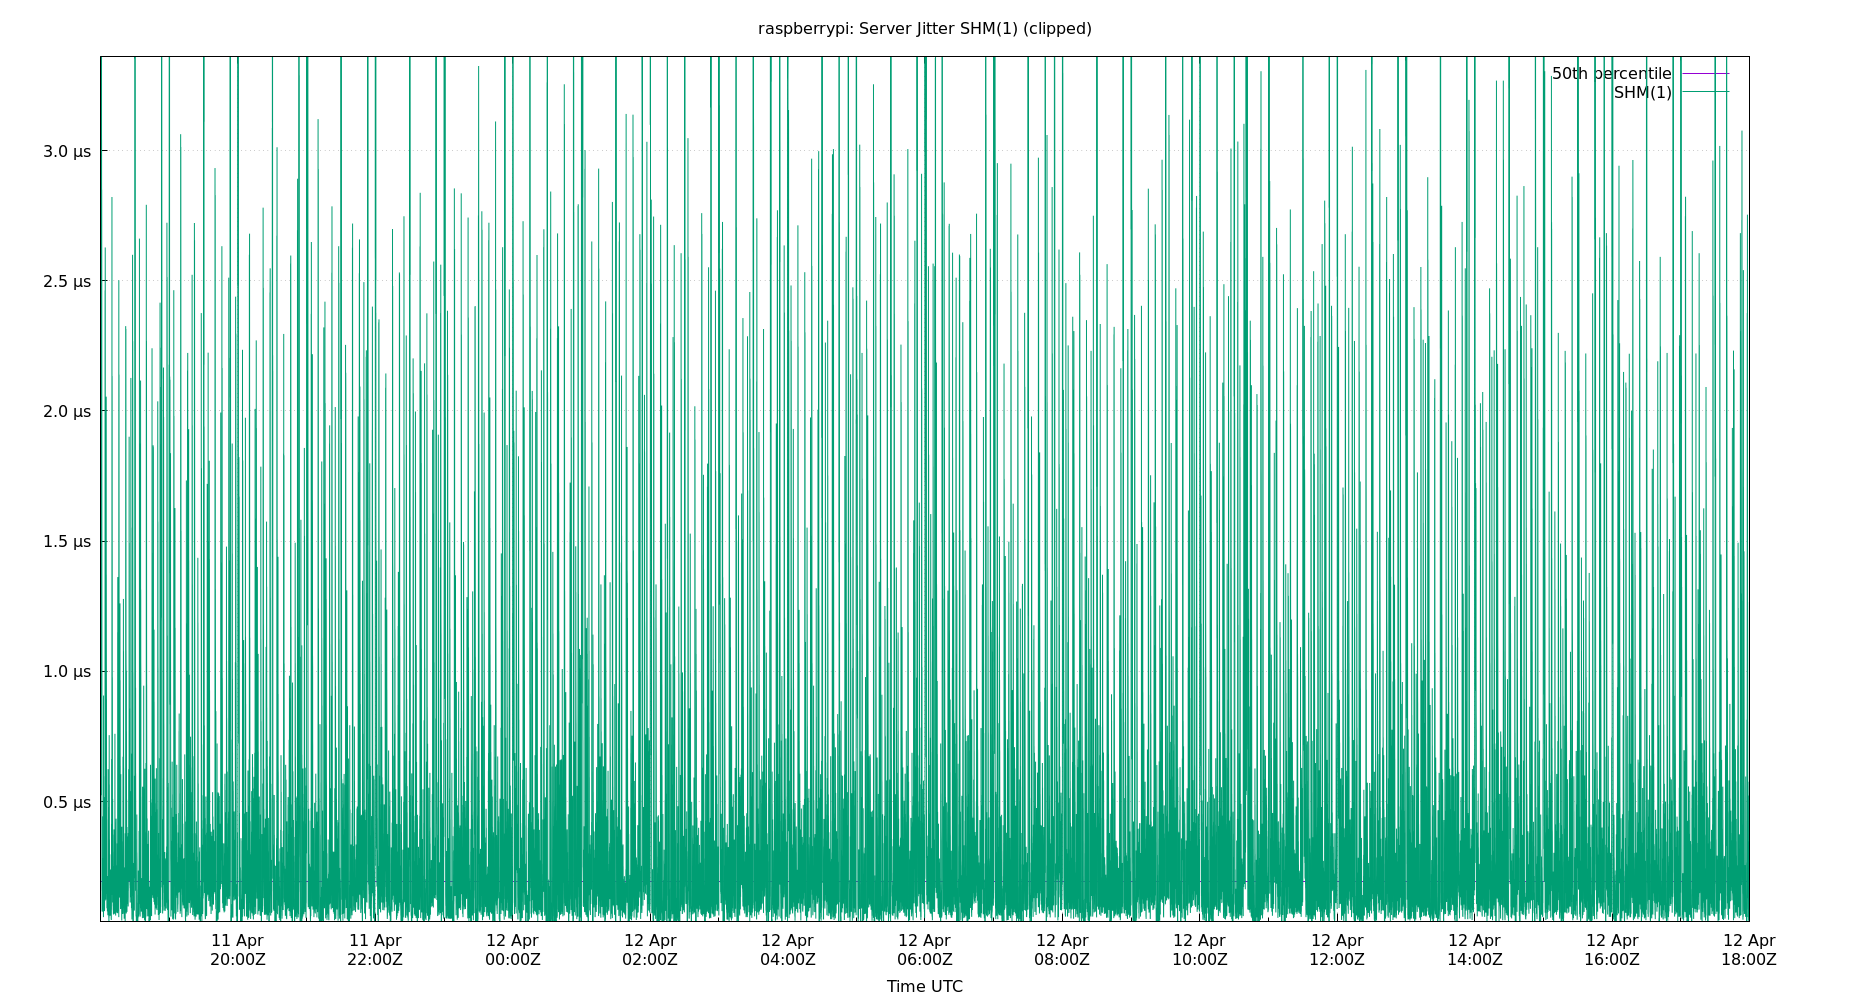 raspberrypi: Server Jitter SHM(1) (clipped)
50th percentile
SHM(1)
3.0 µs
2.5 µs
2.0 µs
1.5 µs
1.0 µs
0.5 µs
11 Apr 11 Apr 12 Apr 12 Apr 12 Apr 12 Apr 12 Apr 12 Apr 12 Apr 12 Apr 12 Apr 12 Apr
20:00Z 22:00Z 00:00Z 02:00Z 04:00Z 06:00Z 08:00Z 10:00Z 12:00Z 14:00Z 16:00Z 18:00Z
Time UTC